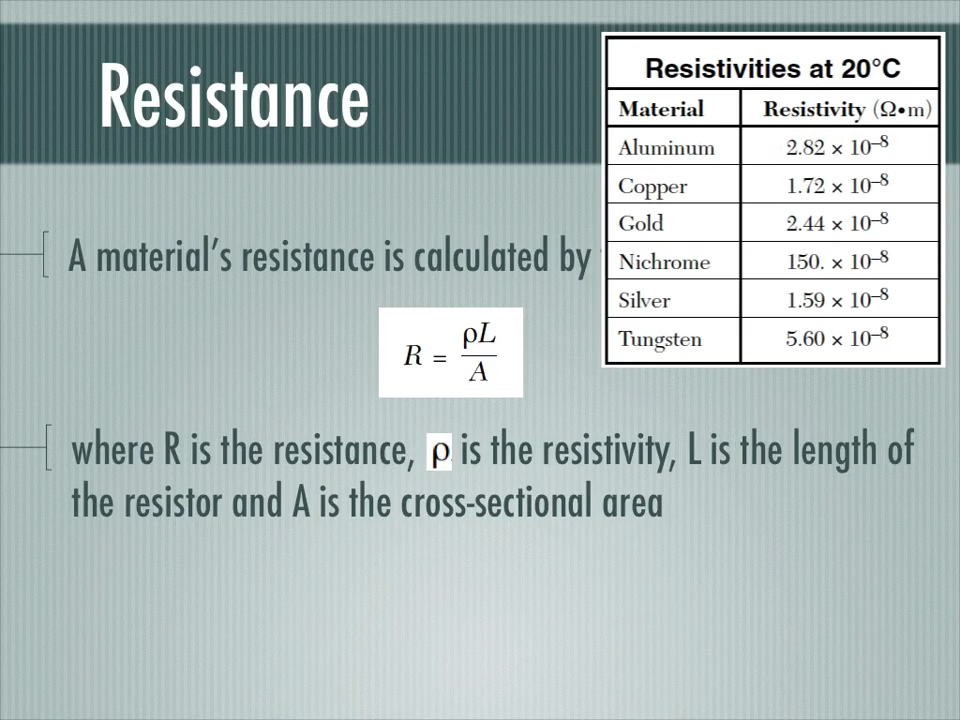 Resistance
Resistivities at 20°C
Material Resistivity (Ω•m)
Aluminum 2.82 × 10⁻⁸
Copper 1.72 × 10⁻⁸
Gold 2.44 × 10⁻⁸
Nichrome 150. × 10⁻⁸
Silver 1.59 × 10⁻⁸
Tungsten 5.60 × 10⁻⁸
A material's resistance is calculated by
R = ρL / A
where R is the resistance, ρ is the resistivity, L is the length of
the resistor and A is the cross-sectional area